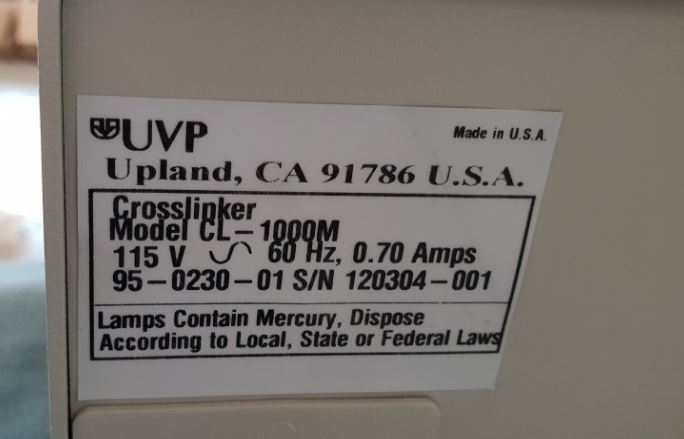 UVP
Made in U.S.A.
Upland, CA 91786 U.S.A.
Crosslinker
Model CL-1000M
115 V ∿ 60 Hz, 0.70 Amps
95-0230-01 S/N 120304-001
Lamps Contain Mercury, Dispose
According to Local, State or Federal Laws